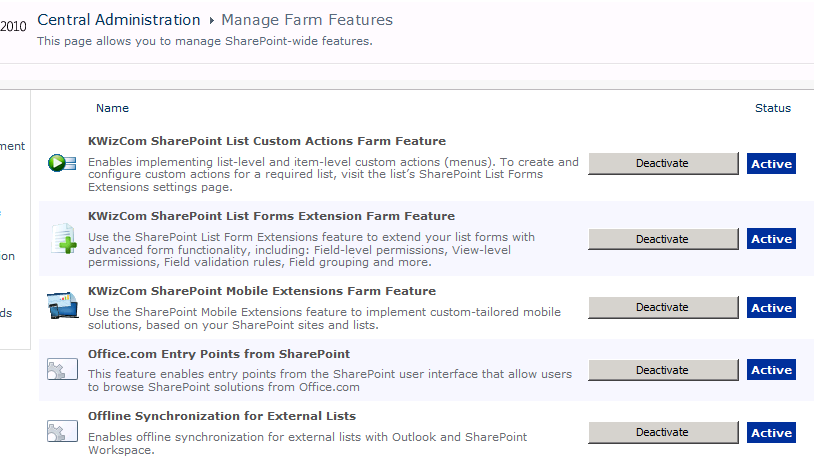 2010
Central Administration ▸ Manage Farm Features
This page allows you to manage SharePoint-wide features.
Name Status
ment
on
ds
KWizCom SharePoint List Custom Actions Farm Feature
Enables implementing list-level and item-level custom actions (menus). To create and
configure custom actions for a required list, visit the list's SharePoint List Forms
Extensions settings page.
Deactivate Active
KWizCom SharePoint List Forms Extension Farm Feature
Use the SharePoint List Form Extensions feature to extend your list forms with
advanced form functionality, including: Field-level permissions, View-level
permissions, Field validation rules, Field grouping and more.
Deactivate Active
KWizCom SharePoint Mobile Extensions Farm Feature
Use the SharePoint Mobile Extensions feature to implement custom-tailored mobile
solutions, based on your SharePoint sites and lists.
Deactivate Active
Office.com Entry Points from SharePoint
This feature enables entry points from the SharePoint user interface that allow users
to browse SharePoint solutions from Office.com
Deactivate Active
Offline Synchronization for External Lists
Enables offline synchronization for external lists with Outlook and SharePoint
Workspace.
Deactivate Active